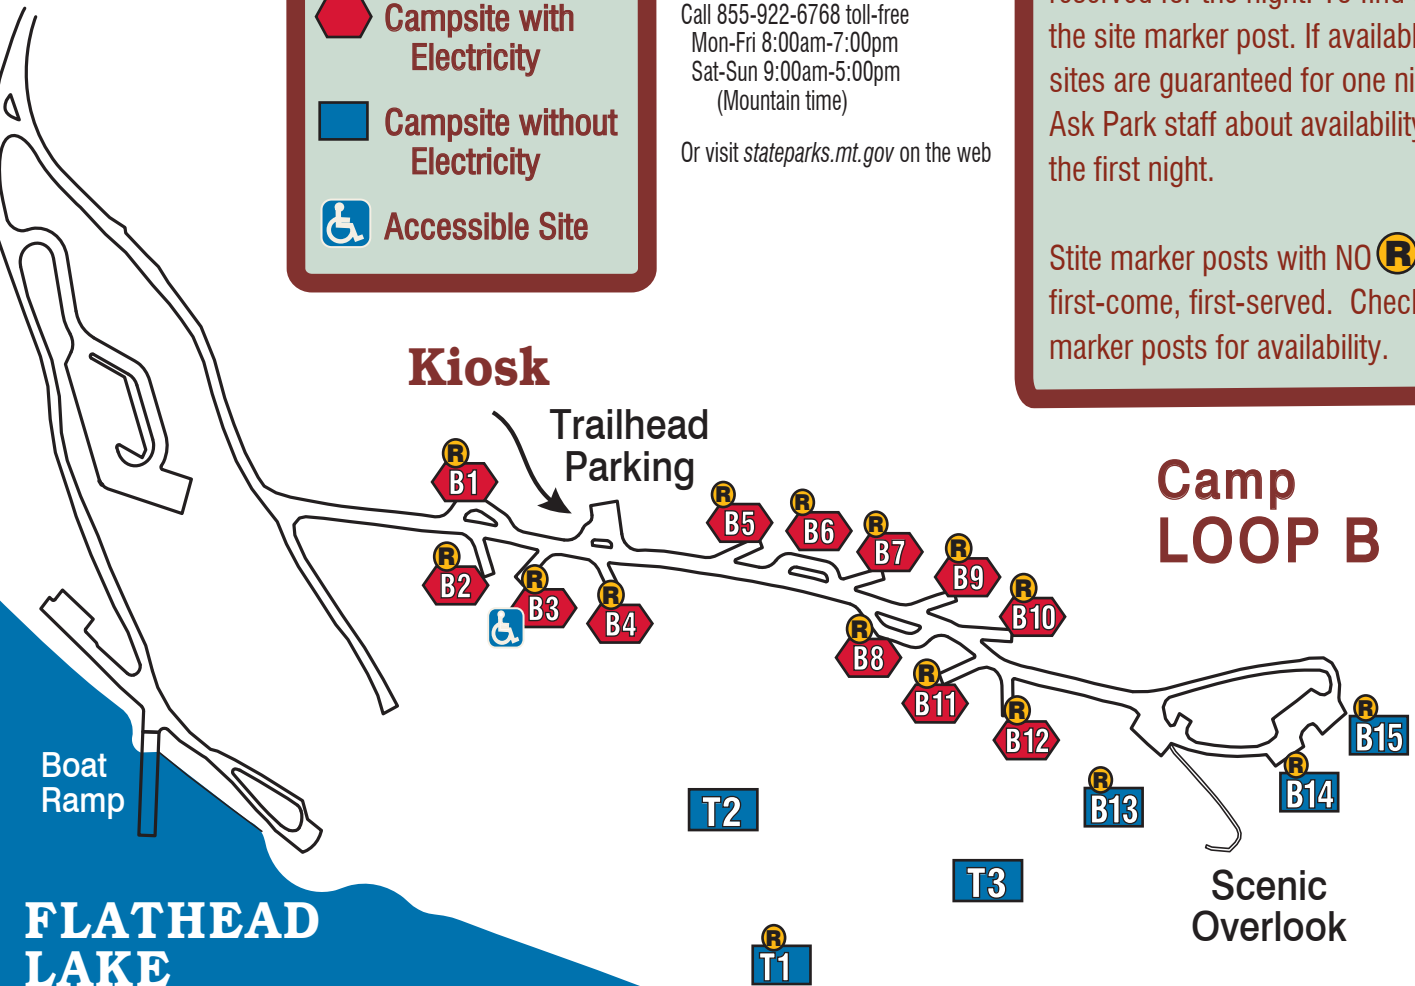 Campsite with
Electricity
Campsite without
Electricity
Accessible Site
Call 855-922-6768 toll-free
Mon-Fri 8:00am-7:00pm
Sat-Sun 9:00am-5:00pm
(Mountain time)
Or visit stateparks.mt.gov on the web
the site marker post. If availabl
sites are guaranteed for one ni
Ask Park staff about availability
the first night.
Stite marker posts with NO R
first-come, first-served. Check
marker posts for availability.
Kiosk
Trailhead
Parking
Camp
LOOP B
R
B1
R
B2
R
B3
R
B4
R
B5
R
B6
R
B7
R
B8
R
B9
R
B10
R
B11
R
B12
R
B13
R
B14
R
B15
T2
T3
R
T1
Boat
Ramp
Scenic
Overlook
FLATHEAD
LAKE